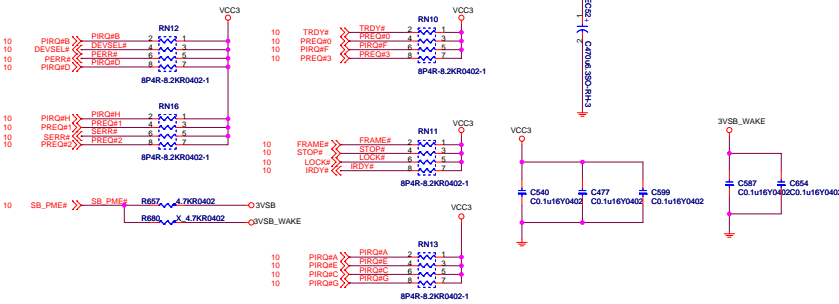 VCC3
RN12
10 PIRQ#B PIRQ#B 2 1
10 DEVSEL# DEVSEL# 4 3
10 PERR# PERR# 6 5
10 PIRQ#D PIRQ#D 8 7
8P4R-8.2KR0402-1
RN16
10 PIRQ#H PIRQ#H 2 1
10 PREQ#1 PREQ#1 4 3
10 SERR# SERR# 6 5
10 PREQ#2 PREQ#2 8 7
8P4R-8.2KR0402-1
10 SB_PME# SB_PME# R657 4.7KR0402 3VSB
R680 X_4.7KR0402 3VSB_WAKE
VCC3
RN10
10 TRDY# TRDY# 2 1
10 PREQ#0 PREQ#0 4 3
10 PIRQ#F PIRQ#F 6 5
10 PREQ#3 PREQ#3 8 7
8P4R-8.2KR0402-1
VCC3
RN11
10 FRAME# FRAME# 2 1
10 STOP# STOP# 4 3
10 LOCK# LOCK# 6 5
10 IRDY# IRDY# 8 7
8P4R-8.2KR0402-1
VCC3
RN13
10 PIRQ#A PIRQ#A 2 1
10 PIRQ#E PIRQ#E 4 3
10 PIRQ#C PIRQ#C 6 5
10 PIRQ#G PIRQ#G 8 7
8P4R-8.2KR0402-1
1
2
VCC3
C540
C0.1u16Y0402
C477
C0.1u16Y0402
C599
C0.1u16Y0402
3VSB_WAKE
C587
C0.1u16Y0402
C654
C0.1u16Y0402